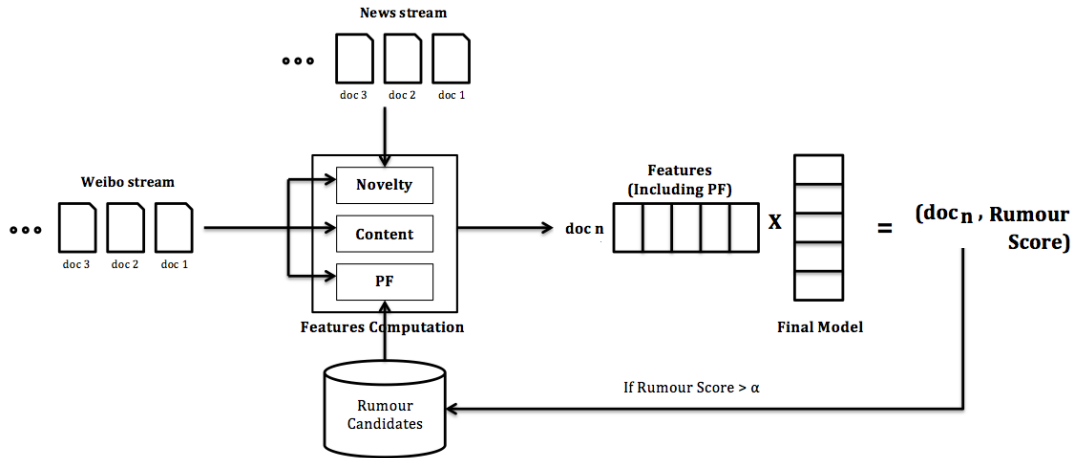 News stream
doc 3 doc 2 doc 1
Weibo stream
doc 3 doc 2 doc 1
Novelty
Content
PF
Features Computation
doc n
Features
(Including PF)
X
=
(doc n , Rumour
Score)
Final Model
If Rumour Score > α
Rumour
Candidates